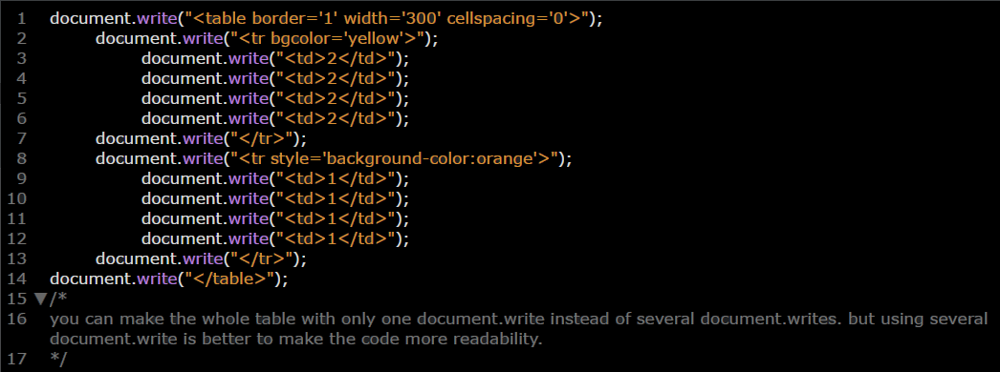 1 document.write("<table border='1' width='300' cellspacing='0'>");
2 document.write("<tr bgcolor='yellow'>");
3 document.write("<td>2</td>");
4 document.write("<td>2</td>");
5 document.write("<td>2</td>");
6 document.write("<td>2</td>");
7 document.write("</tr>");
8 document.write("<tr style='background-color:orange'>");
9 document.write("<td>1</td>");
10 document.write("<td>1</td>");
11 document.write("<td>1</td>");
12 document.write("<td>1</td>");
13 document.write("</tr>");
14 document.write("</table>");
15 ▼/*
16 you can make the whole table with only one document.write instead of several document.writes. but using several
document.write is better to make the code more readability.
17 */